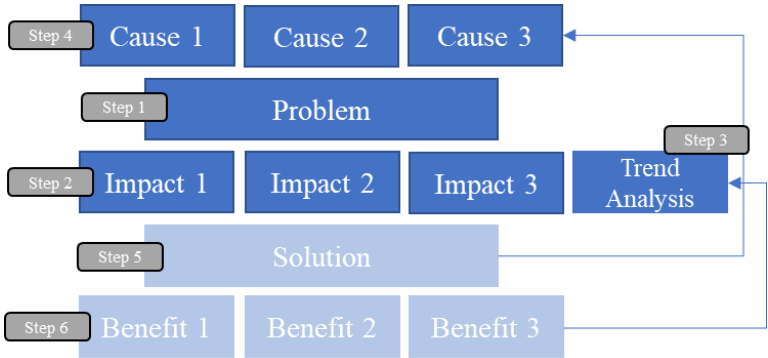 Step 4
Cause 1
Cause 2
Cause 3
Step 1
Problem
Step 3
Step 2
Impact 1
Impact 2
Impact 3
Trend
Analysis
Step 5
Solution
Step 6
Benefit 1
Benefit 2
Benefit 3